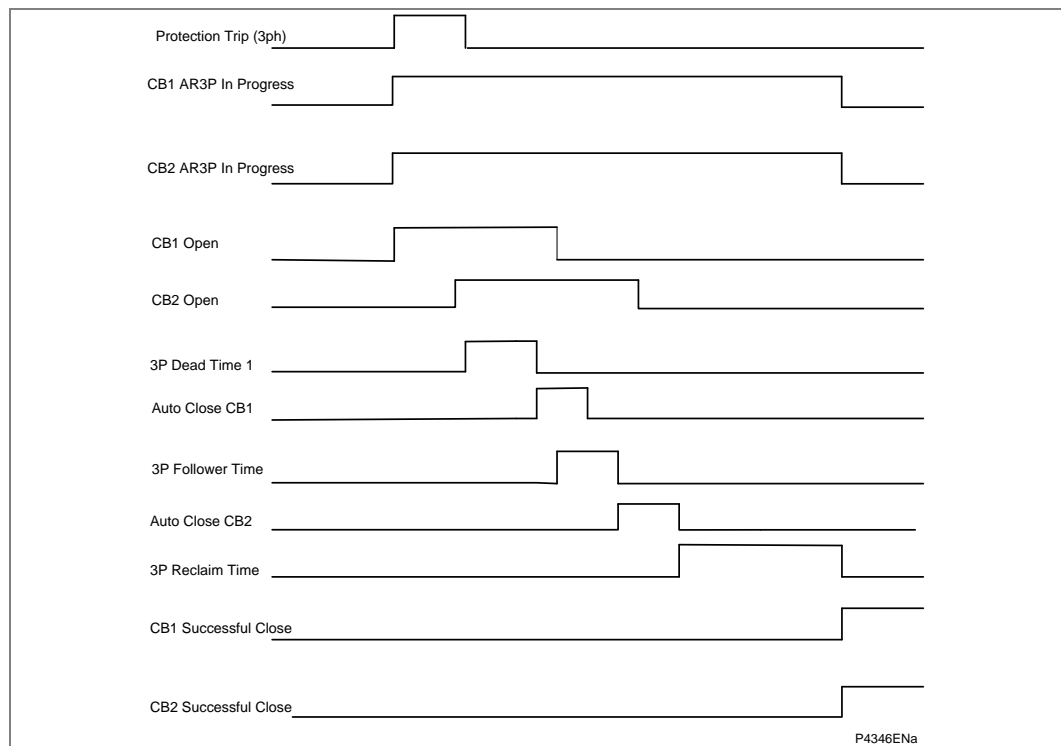 Protection Trip (3ph)
CB1 AR3P In Progress
CB2 AR3P In Progress
CB1 Open
CB2 Open
3P Dead Time 1
Auto Close CB1
3P Follower Time
Auto Close CB2
3P Reclaim Time
CB1 Successful Close
CB2 Successful Close
P4346ENa